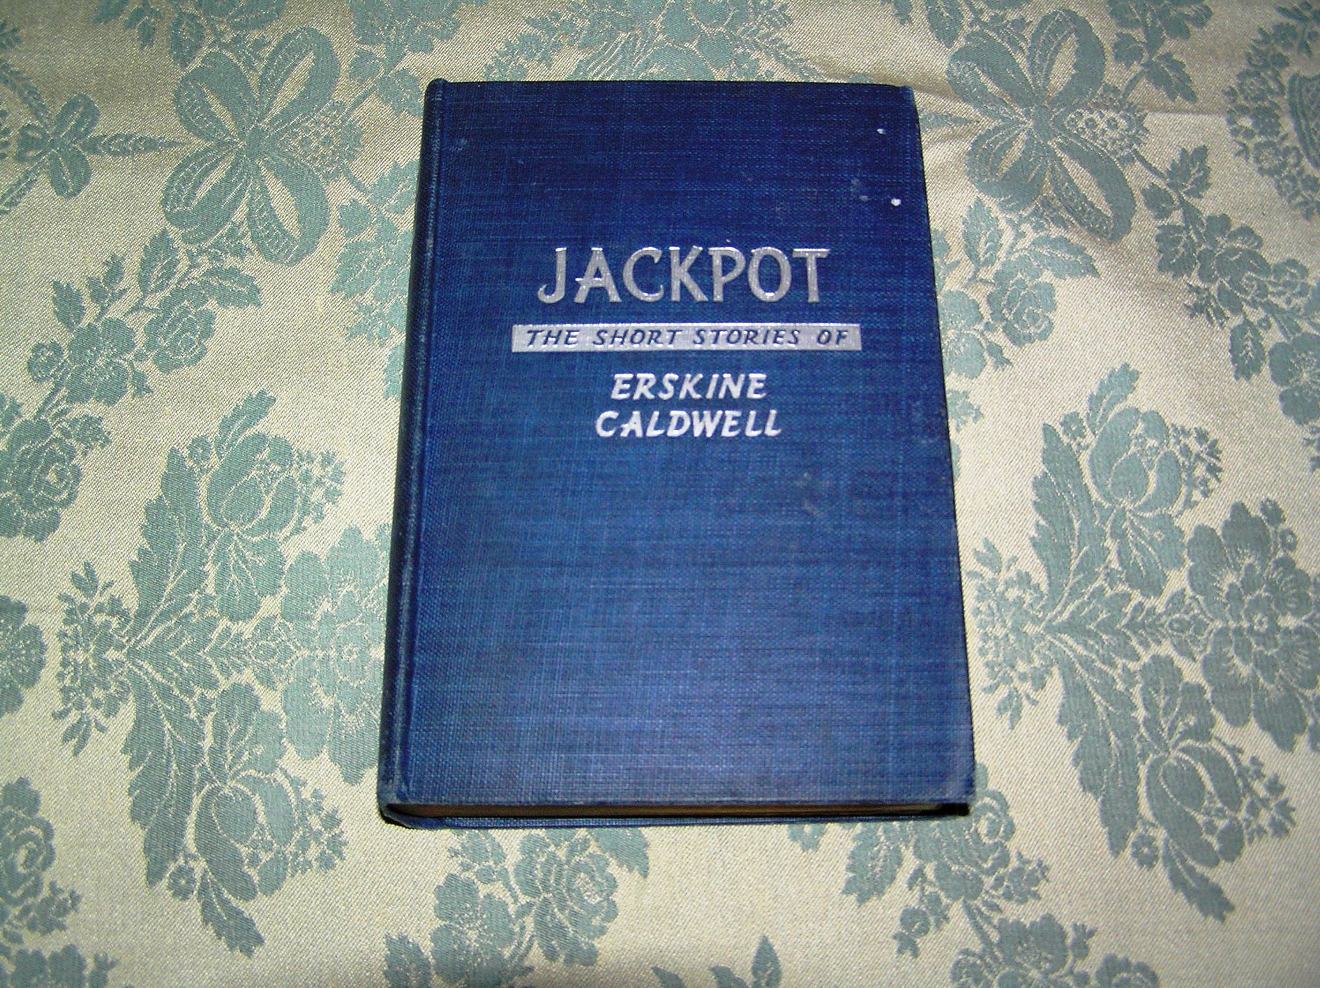 JACKPOT
THE SHORT STORIES OF
ERSKINE
CALDWELL